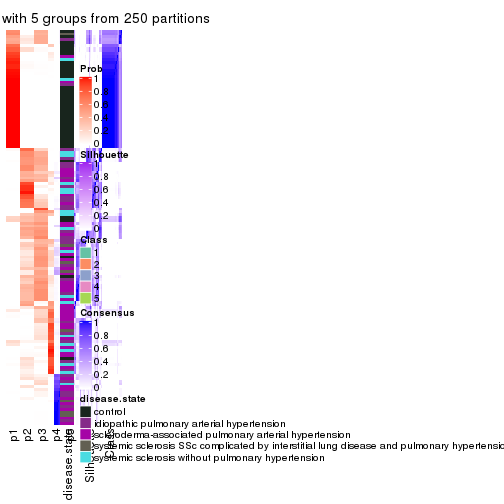 with 5 groups from 250 partitions
Prob
1
0.8
0.6
0.4
0.2
0
Silhouette
1
0.8
0.6
0.4
0.2
0
Class
1
2
3
4
5
Consensus
1
0.8
0.6
0.4
0.2
0
disease.state
control
idiopathic pulmonary arterial hypertension
scleroderma-associated pulmonary arterial hypertension
systemic sclerosis SSc complicated by interstitial lung disease and pulmonary hypertensio
systemic sclerosis without pulmonary hypertension
p1
p2
p3
p4
disease.state
Silh
Class